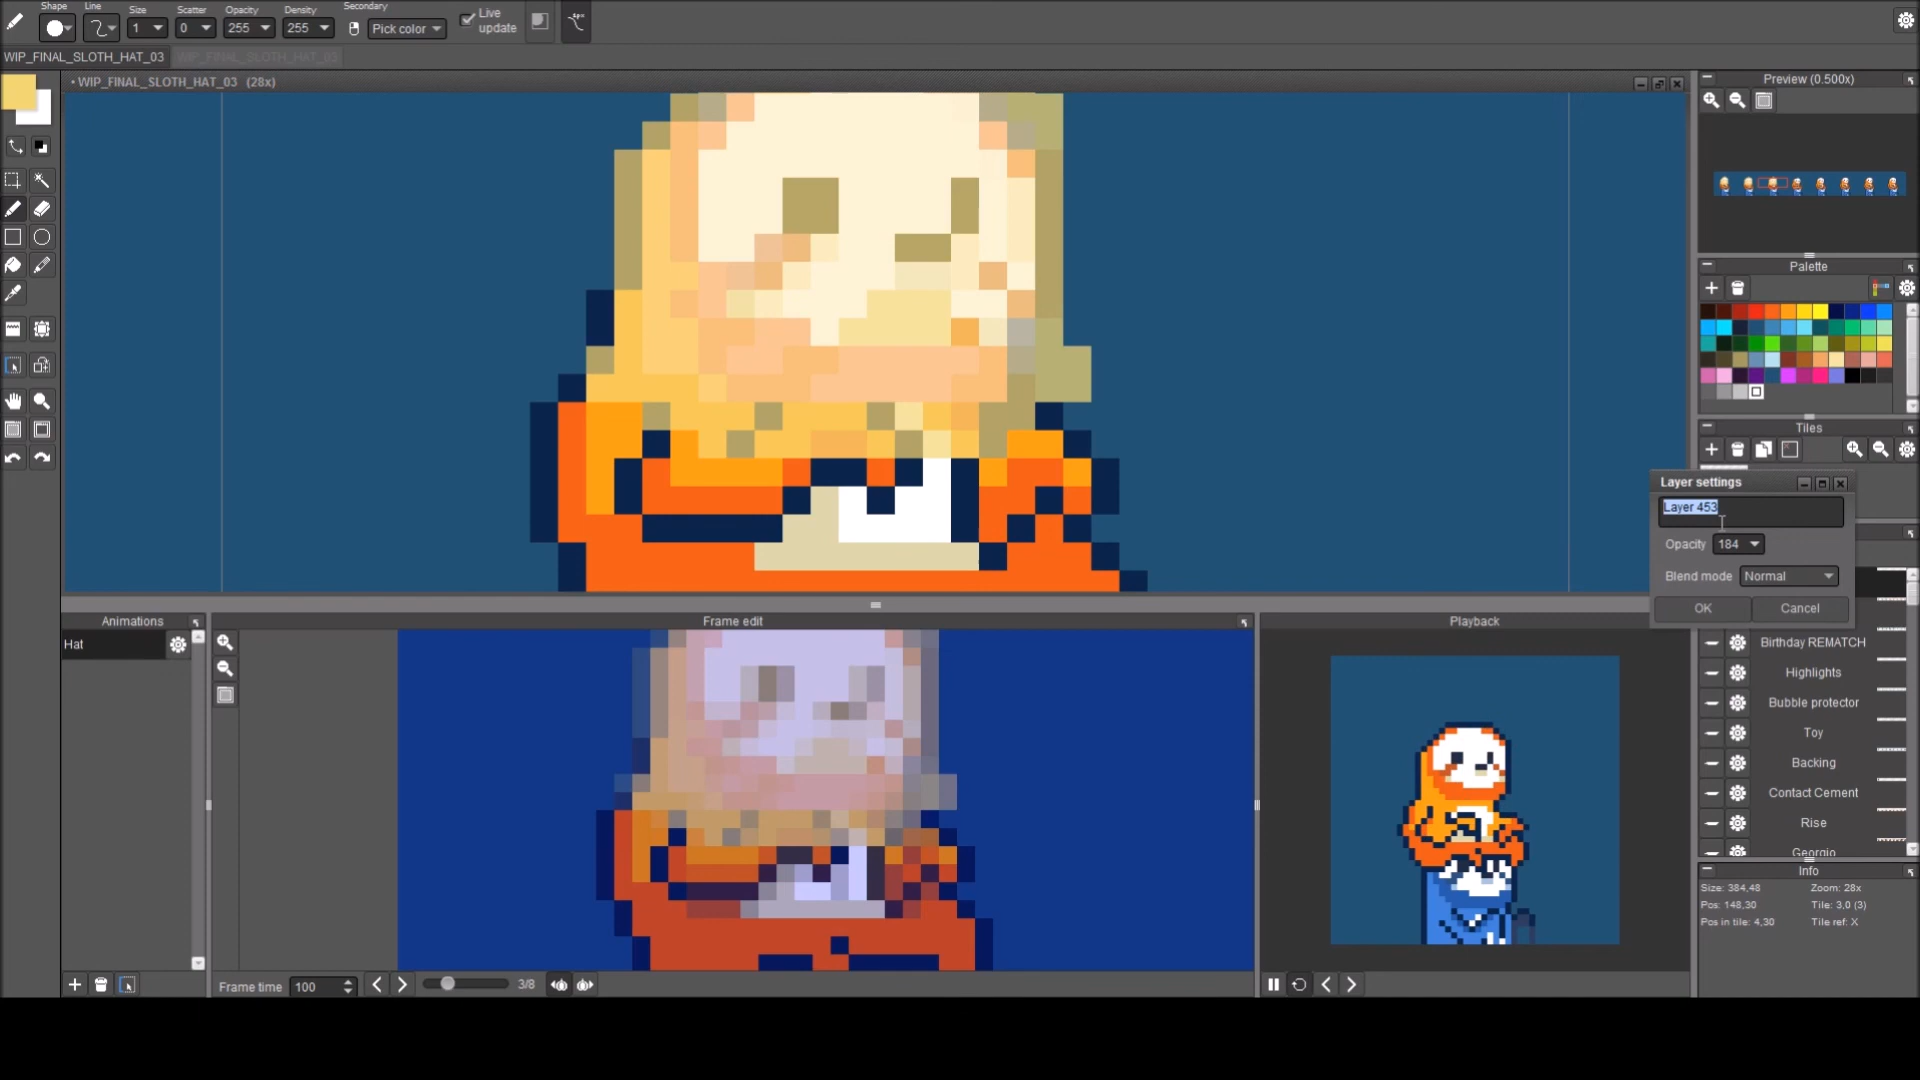 Shape Line Size Scatter Opacity Density Secondary
1 0 255 255 Pick color Live update
WIP_FINAL_SLOTH_HAT_03 WIP_FINAL_SLOTH_HAT_03
• WIP_FINAL_SLOTH_HAT_03 (28x)
Preview (0.500x)
Palette
Tiles
Layer settings
Layer 453
Opacity 184
Blend mode Normal
OK Cancel
Birthday REMATCH
Highlights
Bubble protector
Toy
Backing
Contact Cement
Rise
Georgio
Info
Size: 384,48 Zoom: 28x
Pos: 148,30 Tile: 3,0 (3)
Pos in tile: 4,30 Tile ref: X
Animations
Hat
Frame edit
Frame time 100 3/8
Playback